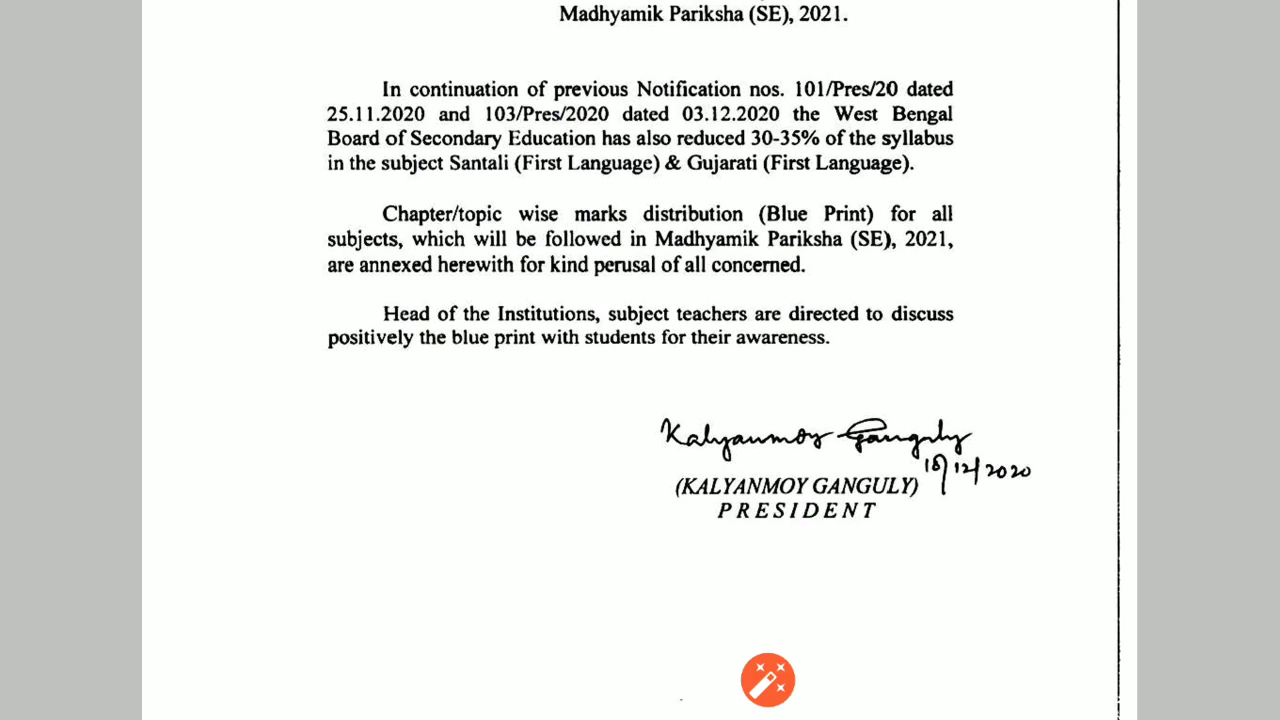 Madhyamik Pariksha (SE), 2021.
In continuation of previous Notification nos. 101/Pres/20 dated
25.11.2020 and 103/Pres/2020 dated 03.12.2020 the West Bengal
Board of Secondary Education has also reduced 30-35% of the syllabus
in the subject Santali (First Language) & Gujarati (First Language).
Chapter/topic wise marks distribution (Blue Print) for all
subjects, which will be followed in Madhyamik Pariksha (SE), 2021,
are annexed herewith for kind perusal of all concerned.
Head of the Institutions, subject teachers are directed to discuss
positively the blue print with students for their awareness.
Kalyanmoy Ganguly
18/12/2020
(KALYANMOY GANGULY)
PRESIDENT